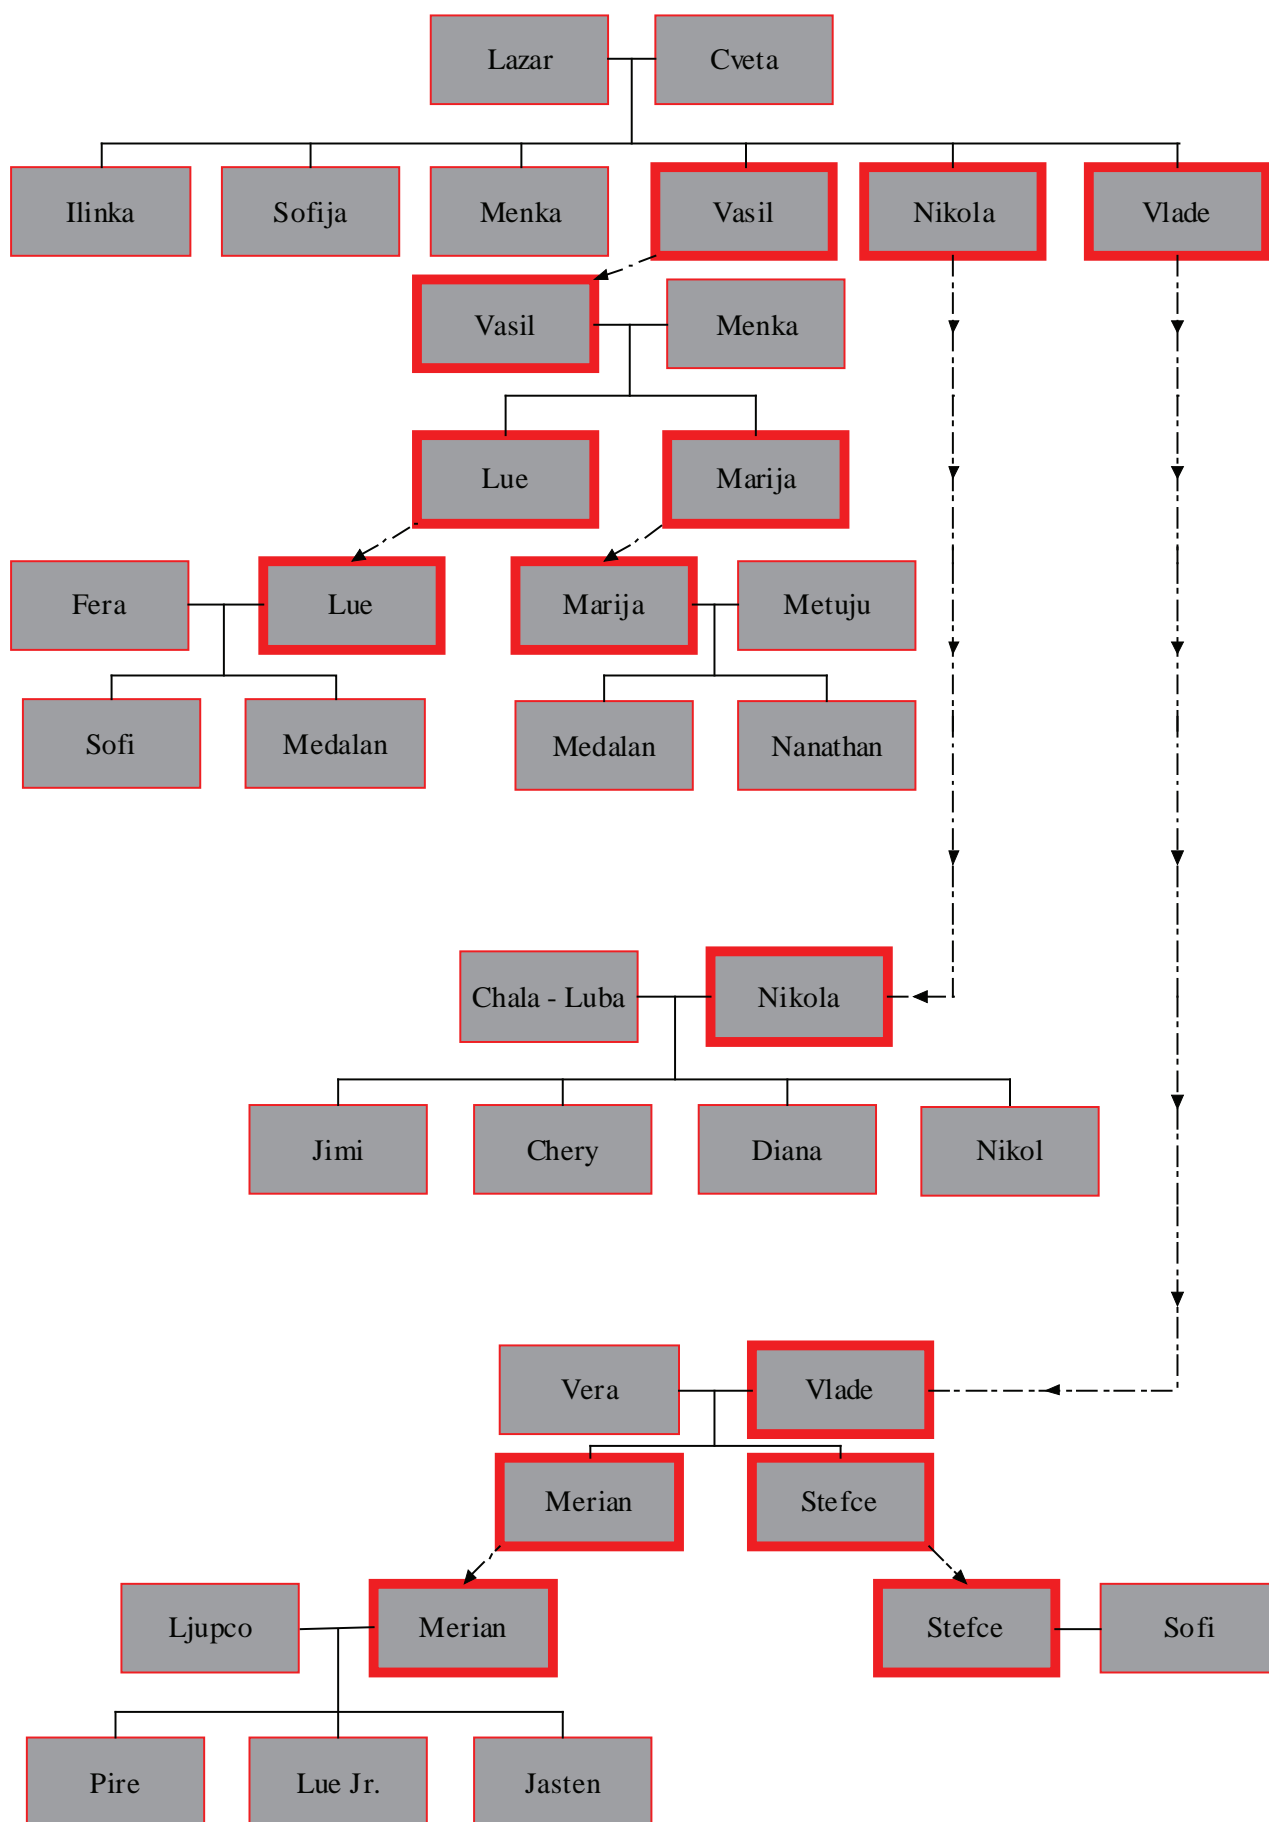 Lazar
Cveta
Ilinka
Sofija
Menka
Vasil
Nikola
Vlade
Vasil
Menka
Lue
Marija
Fera
Lue
Marija
Metuju
Sofi
Medalan
Medalan
Nanathan
Chala - Luba
Nikola
Jimi
Chery
Diana
Nikol
Vera
Vlade
Merian
Stefce
Ljupco
Merian
Stefce
Sofi
Pire
Lue Jr.
Jasten